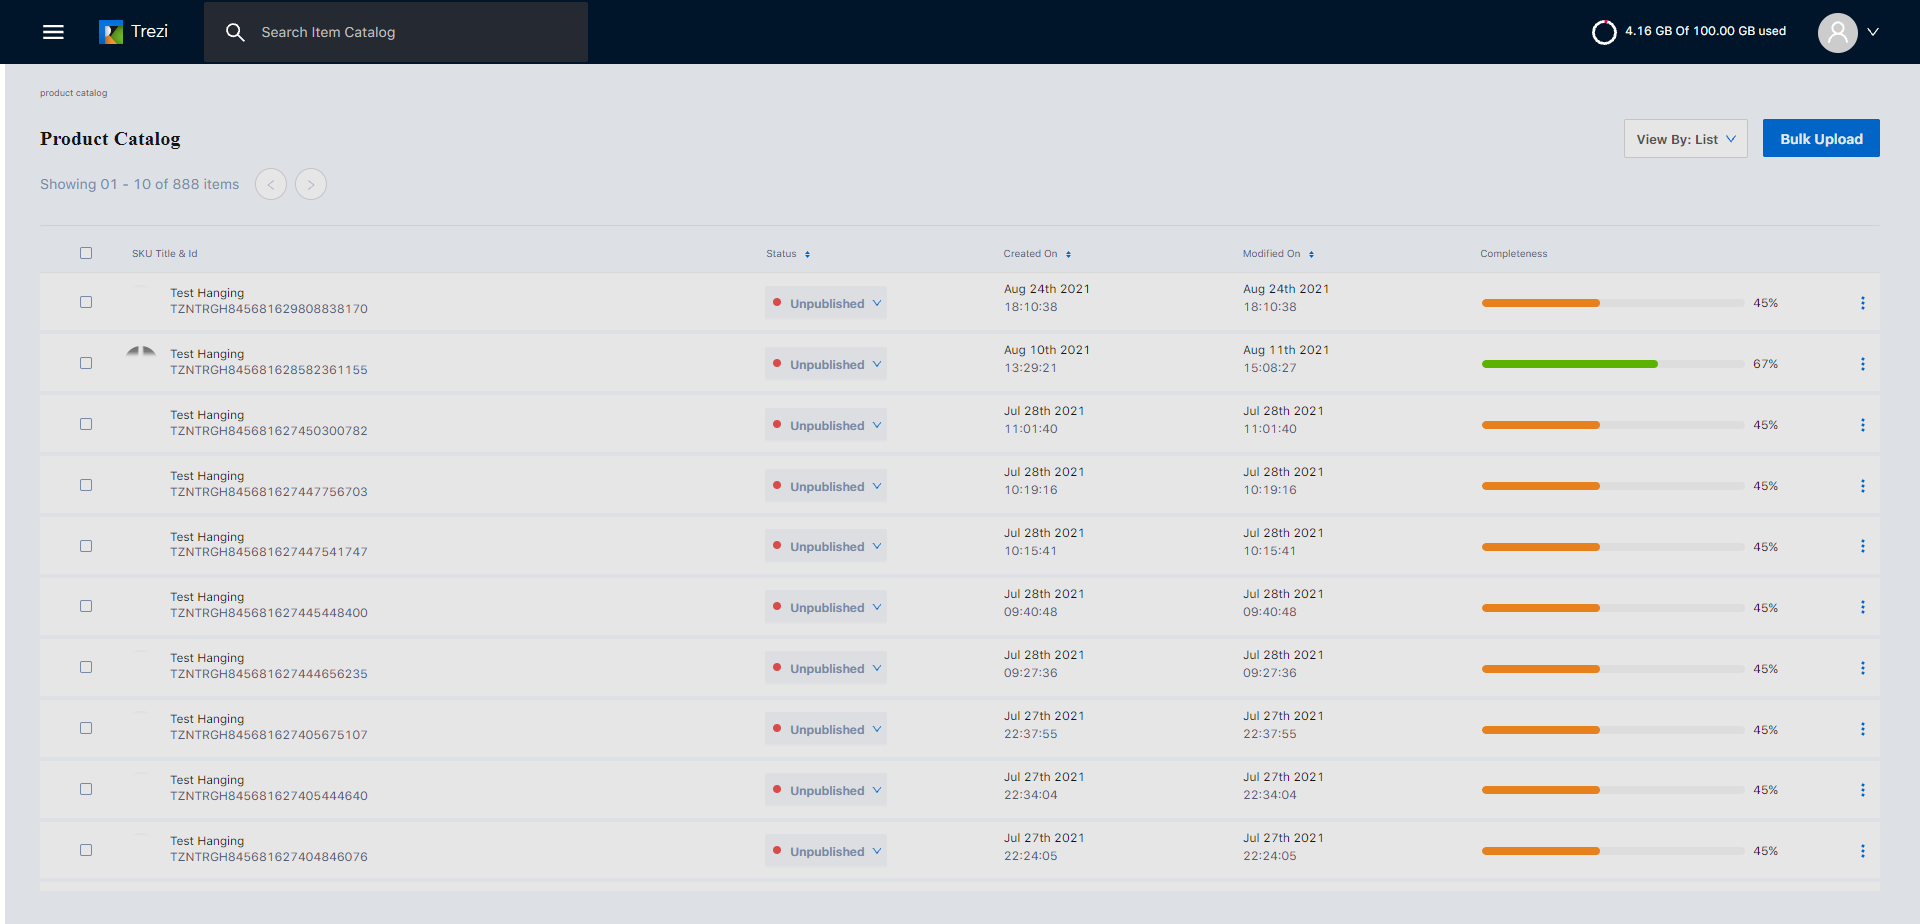 Trezi
Search Item Catalog
4.16 GB Of 100.00 GB used
product catalog
Product Catalog
View By: List
Bulk Upload
Showing 01 - 10 of 888 items
SKU Title & Id Status Created On Modified On Completeness
Test Hanging
TZNTRGH845681629808838170
Unpublished
Aug 24th 2021
18:10:38
Aug 24th 2021
18:10:38
45%
Test Hanging
TZNTRGH845681628582361155
Unpublished
Aug 10th 2021
13:29:21
Aug 11th 2021
15:08:27
67%
Test Hanging
TZNTRGH845681627450300782
Unpublished
Jul 28th 2021
11:01:40
Jul 28th 2021
11:01:40
45%
Test Hanging
TZNTRGH845681627447756703
Unpublished
Jul 28th 2021
10:19:16
Jul 28th 2021
10:19:16
45%
Test Hanging
TZNTRGH845681627447541747
Unpublished
Jul 28th 2021
10:15:41
Jul 28th 2021
10:15:41
45%
Test Hanging
TZNTRGH845681627445448400
Unpublished
Jul 28th 2021
09:40:48
Jul 28th 2021
09:40:48
45%
Test Hanging
TZNTRGH845681627444656235
Unpublished
Jul 28th 2021
09:27:36
Jul 28th 2021
09:27:36
45%
Test Hanging
TZNTRGH845681627405675107
Unpublished
Jul 27th 2021
22:37:55
Jul 27th 2021
22:37:55
45%
Test Hanging
TZNTRGH845681627405444640
Unpublished
Jul 27th 2021
22:34:04
Jul 27th 2021
22:34:04
45%
Test Hanging
TZNTRGH845681627404846076
Unpublished
Jul 27th 2021
22:24:05
Jul 27th 2021
22:24:05
45%